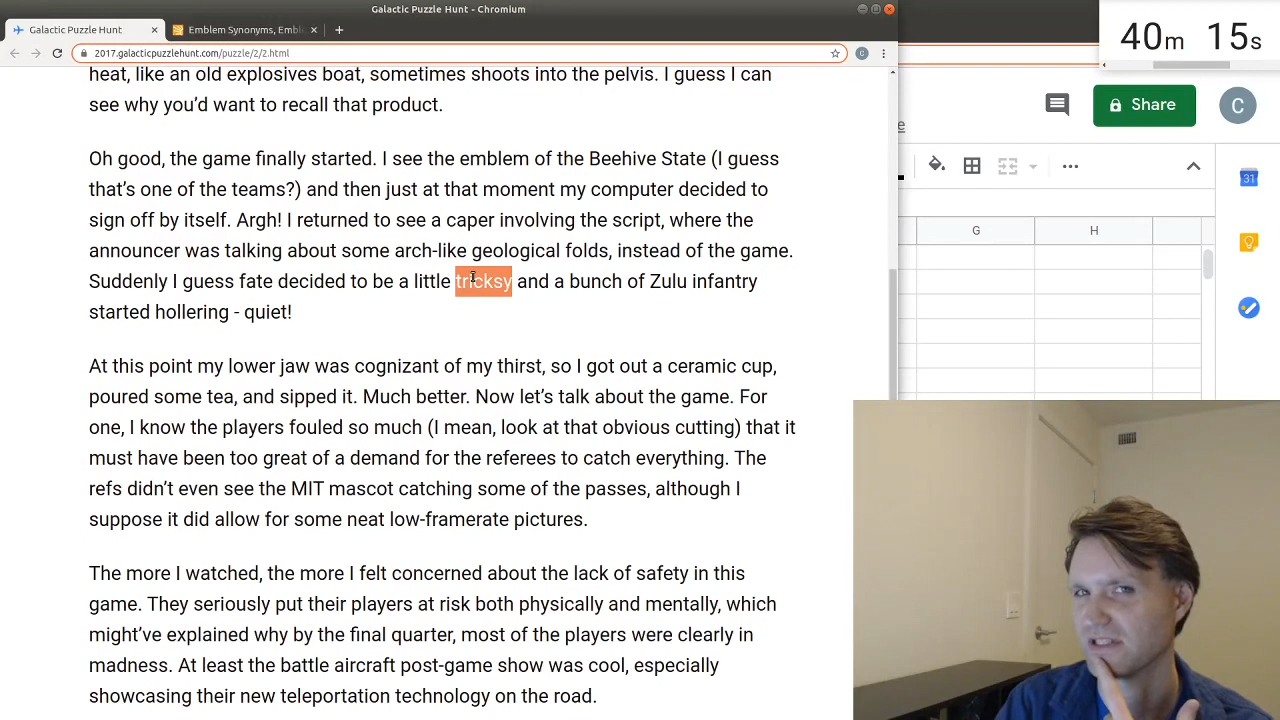 Galactic Puzzle Hunt - Chromium
Galactic Puzzle Hunt
Emblem Synonyms, Emb
2017.galacticpuzzlehunt.com/puzzle/2/2.html
C
40m 15s
heat, like an old explosives boat, sometimes shoots into the pelvis. I guess I can
see why you'd want to recall that product.
Oh good, the game finally started. I see the emblem of the Beehive State (I guess
that's one of the teams?) and then just at that moment my computer decided to
sign off by itself. Argh! I returned to see a caper involving the script, where the
announcer was talking about some arch-like geological folds, instead of the game.
Suddenly I guess fate decided to be a little tricksy and a bunch of Zulu infantry
started hollering - quiet!
At this point my lower jaw was cognizant of my thirst, so I got out a ceramic cup,
poured some tea, and sipped it. Much better. Now let's talk about the game. For
one, I know the players fouled so much (I mean, look at that obvious cutting) that it
must have been too great of a demand for the referees to catch everything. The
refs didn't even see the MIT mascot catching some of the passes, although I
suppose it did allow for some neat low-framerate pictures.
The more I watched, the more I felt concerned about the lack of safety in this
game. They seriously put their players at risk both physically and mentally, which
might've explained why by the final quarter, most of the players were clearly in
madness. At least the battle aircraft post-game show was cool, especially
showcasing their new teleportation technology on the road.
Share
C
G H
31